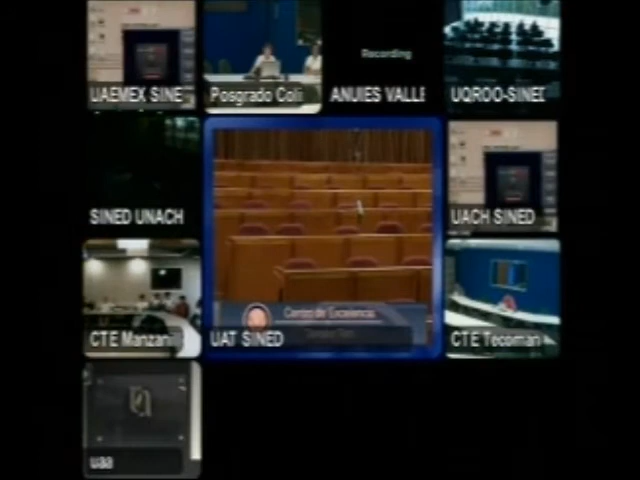 UAEMEX SINE
Posgrado Coli
Recording
ANUIES VALLE
UQROO-SINED
SINED UNACH
UACH SINED
CTE Manzani
Centro de Excelencia
UAT SINED
CTE Tecoman
uaa